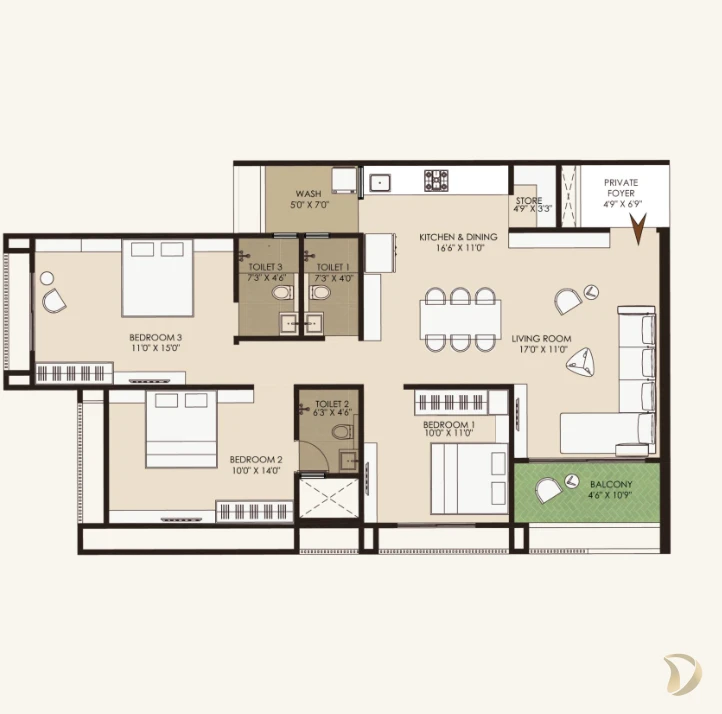 WASH
5'0" X 7'0"
PRIVATE
FOYER
4'9" X 6'9"
STORE
4'9" X 3'3"
KITCHEN & DINING
16'6" X 11'0"
TOILET 3
7'3" X 4'6"
TOILET 1
7'3" X 4'0"
BEDROOM 3
11'0" X 15'0"
LIVING ROOM
17'0" X 11'0"
TOILET 2
6'3" X 4'6"
BEDROOM 1
10'0" X 11'0"
BEDROOM 2
10'0" X 14'0"
BALCONY
4'6" X 10'9"